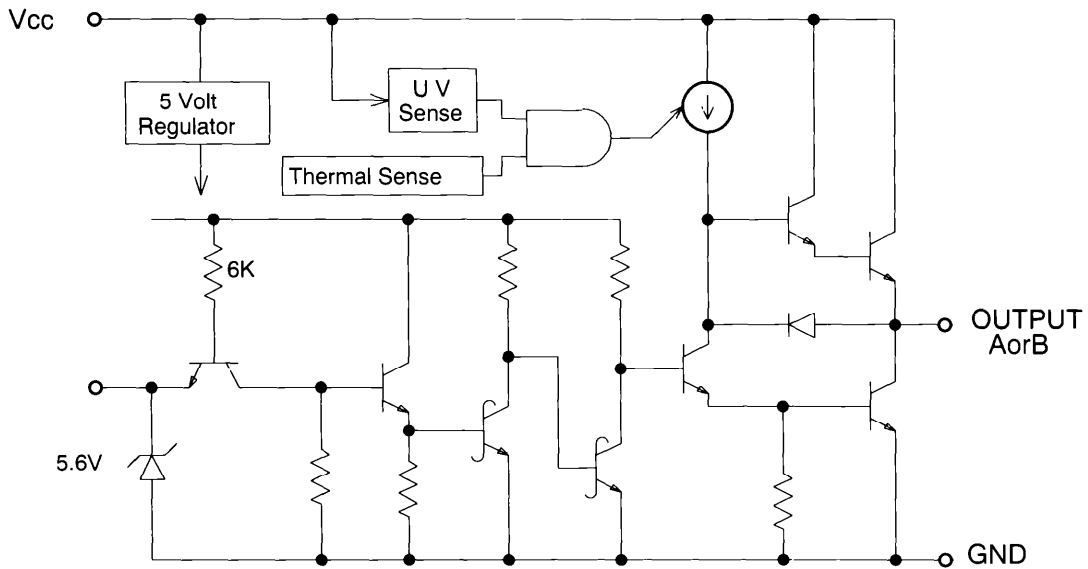 Vcc
5 Volt
Regulator
U V
Sense
Thermal Sense
6K
5.6V
OUTPUT
AorB
GND